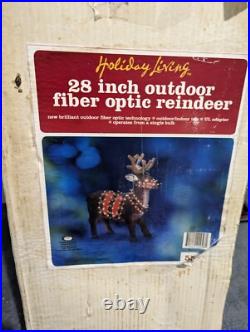 Holiday Living
28 inch outdoor
fiber optic reindeer
new brilliant outdoor fiber optic technology • outdoor/indoor use • UL adapter
• operates from a single bulb